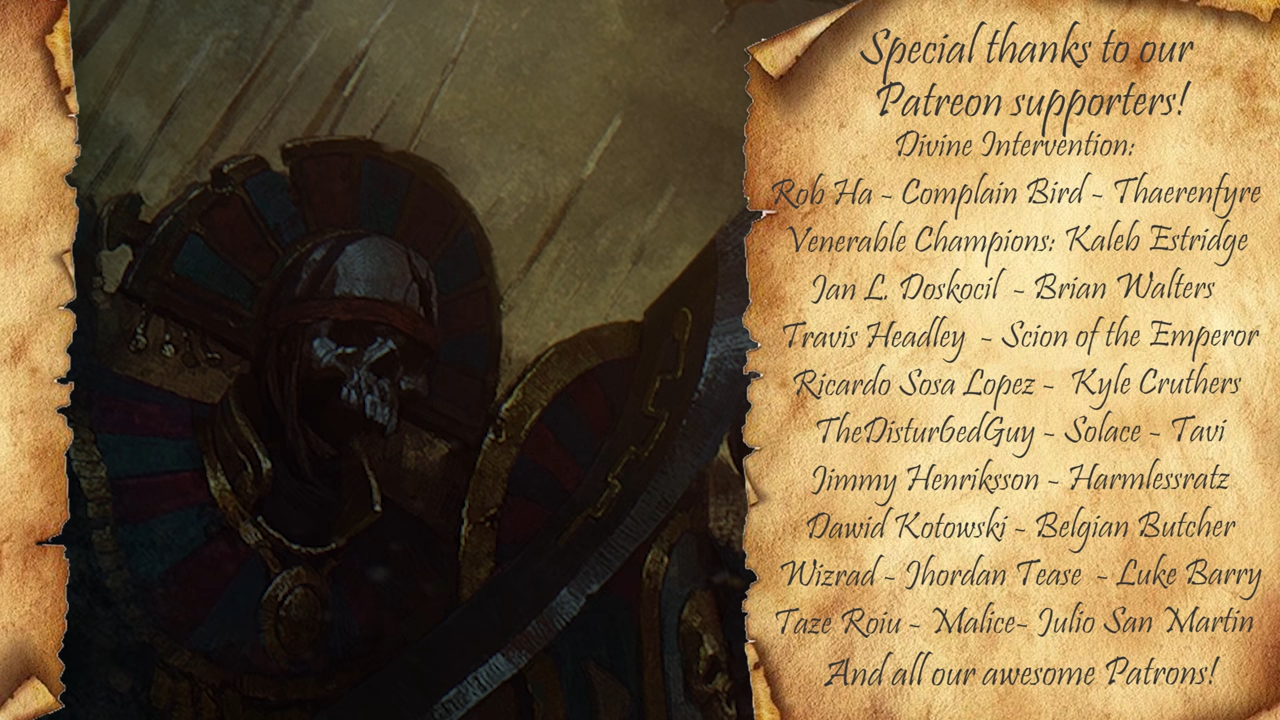 Special thanks to our
Patreon supporters!
Divine Intervention:
Rob Ha - Complain Bird - Thaerenfyre
Venerable Champions: Kaleb Estridge
Jan L. Doskocil - Brian Walters
Travis Headley - Scion of the Emperor
Ricardo Sosa Lopez - Kyle Cruthers
TheDisturbedGuy - Solace - Tavi
Jimmy Henriksson - Harmlessratz
Dawid Kotowski - Belgian Butcher
Wizrad - Jhordan Tease - Luke Barry
Taze Roiu - Malice- Julio San Martin
And all our awesome Patrons!